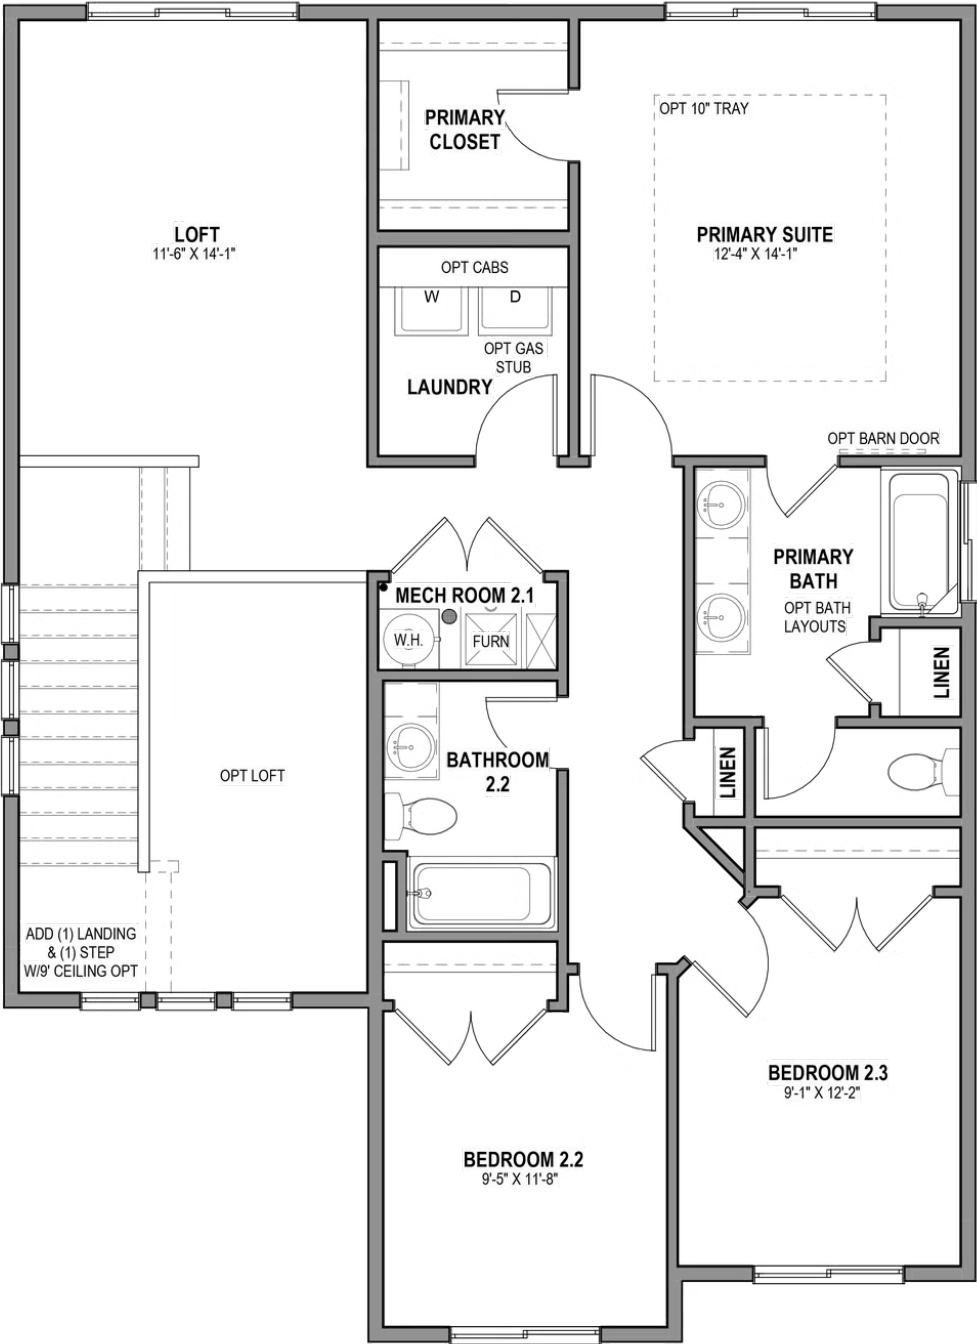 PRIMARY
CLOSET
OPT 10" TRAY
LOFT
11'-6" X 14'-1"
PRIMARY SUITE
12'-4" X 14'-1"
OPT CABS
W
D
OPT GAS
STUB
LAUNDRY
OPT BARN DOOR
PRIMARY
BATH
OPT BATH
LAYOUTS
MECH ROOM 2.1
W.H.
FURN
LINEN
BATHROOM
2.2
LINEN
OPT LOFT
ADD (1) LANDING
& (1) STEP
W/9' CEILING OPT
BEDROOM 2.3
9'-1" X 12'-2"
BEDROOM 2.2
9'-5" X 11'-8"